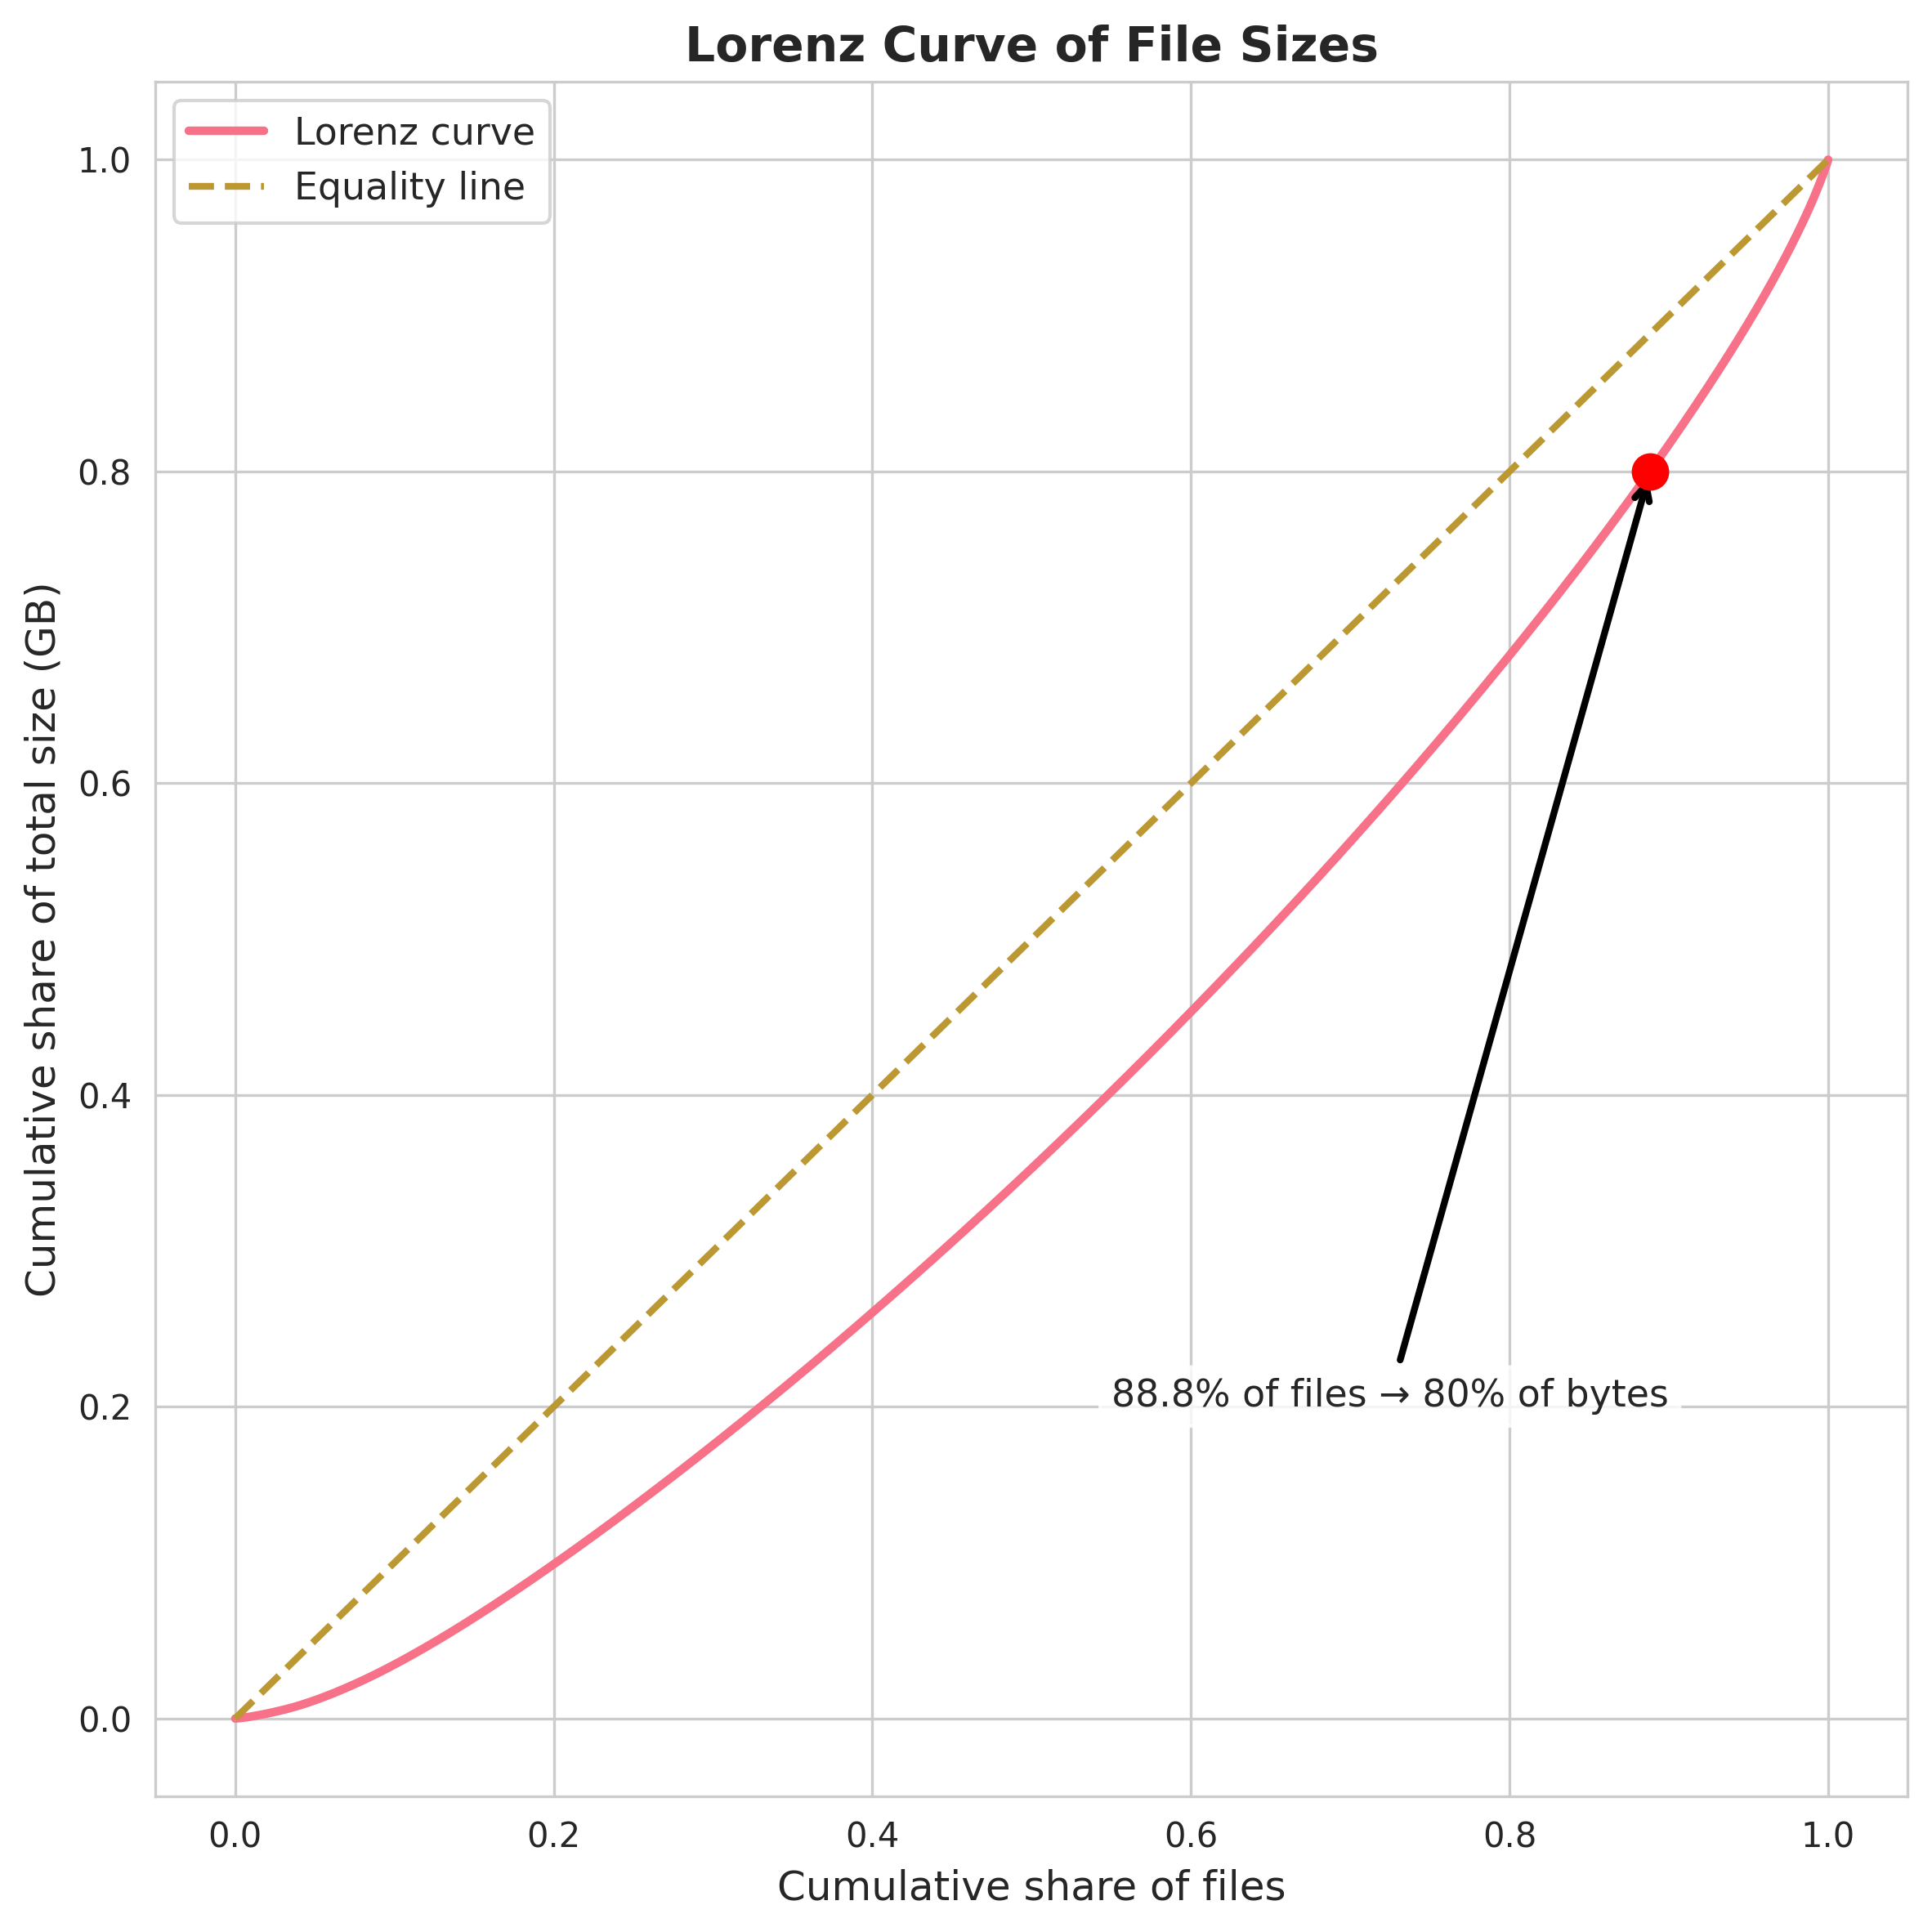 Lorenz Curve of File Sizes
Lorenz curve
Equality line
1.0
0.8
0.6
0.4
0.2
0.0
Cumulative share of total size (GB)
88.8% of files → 80% of bytes
0.0
0.2
0.4
0.6
0.8
1.0
Cumulative share of files